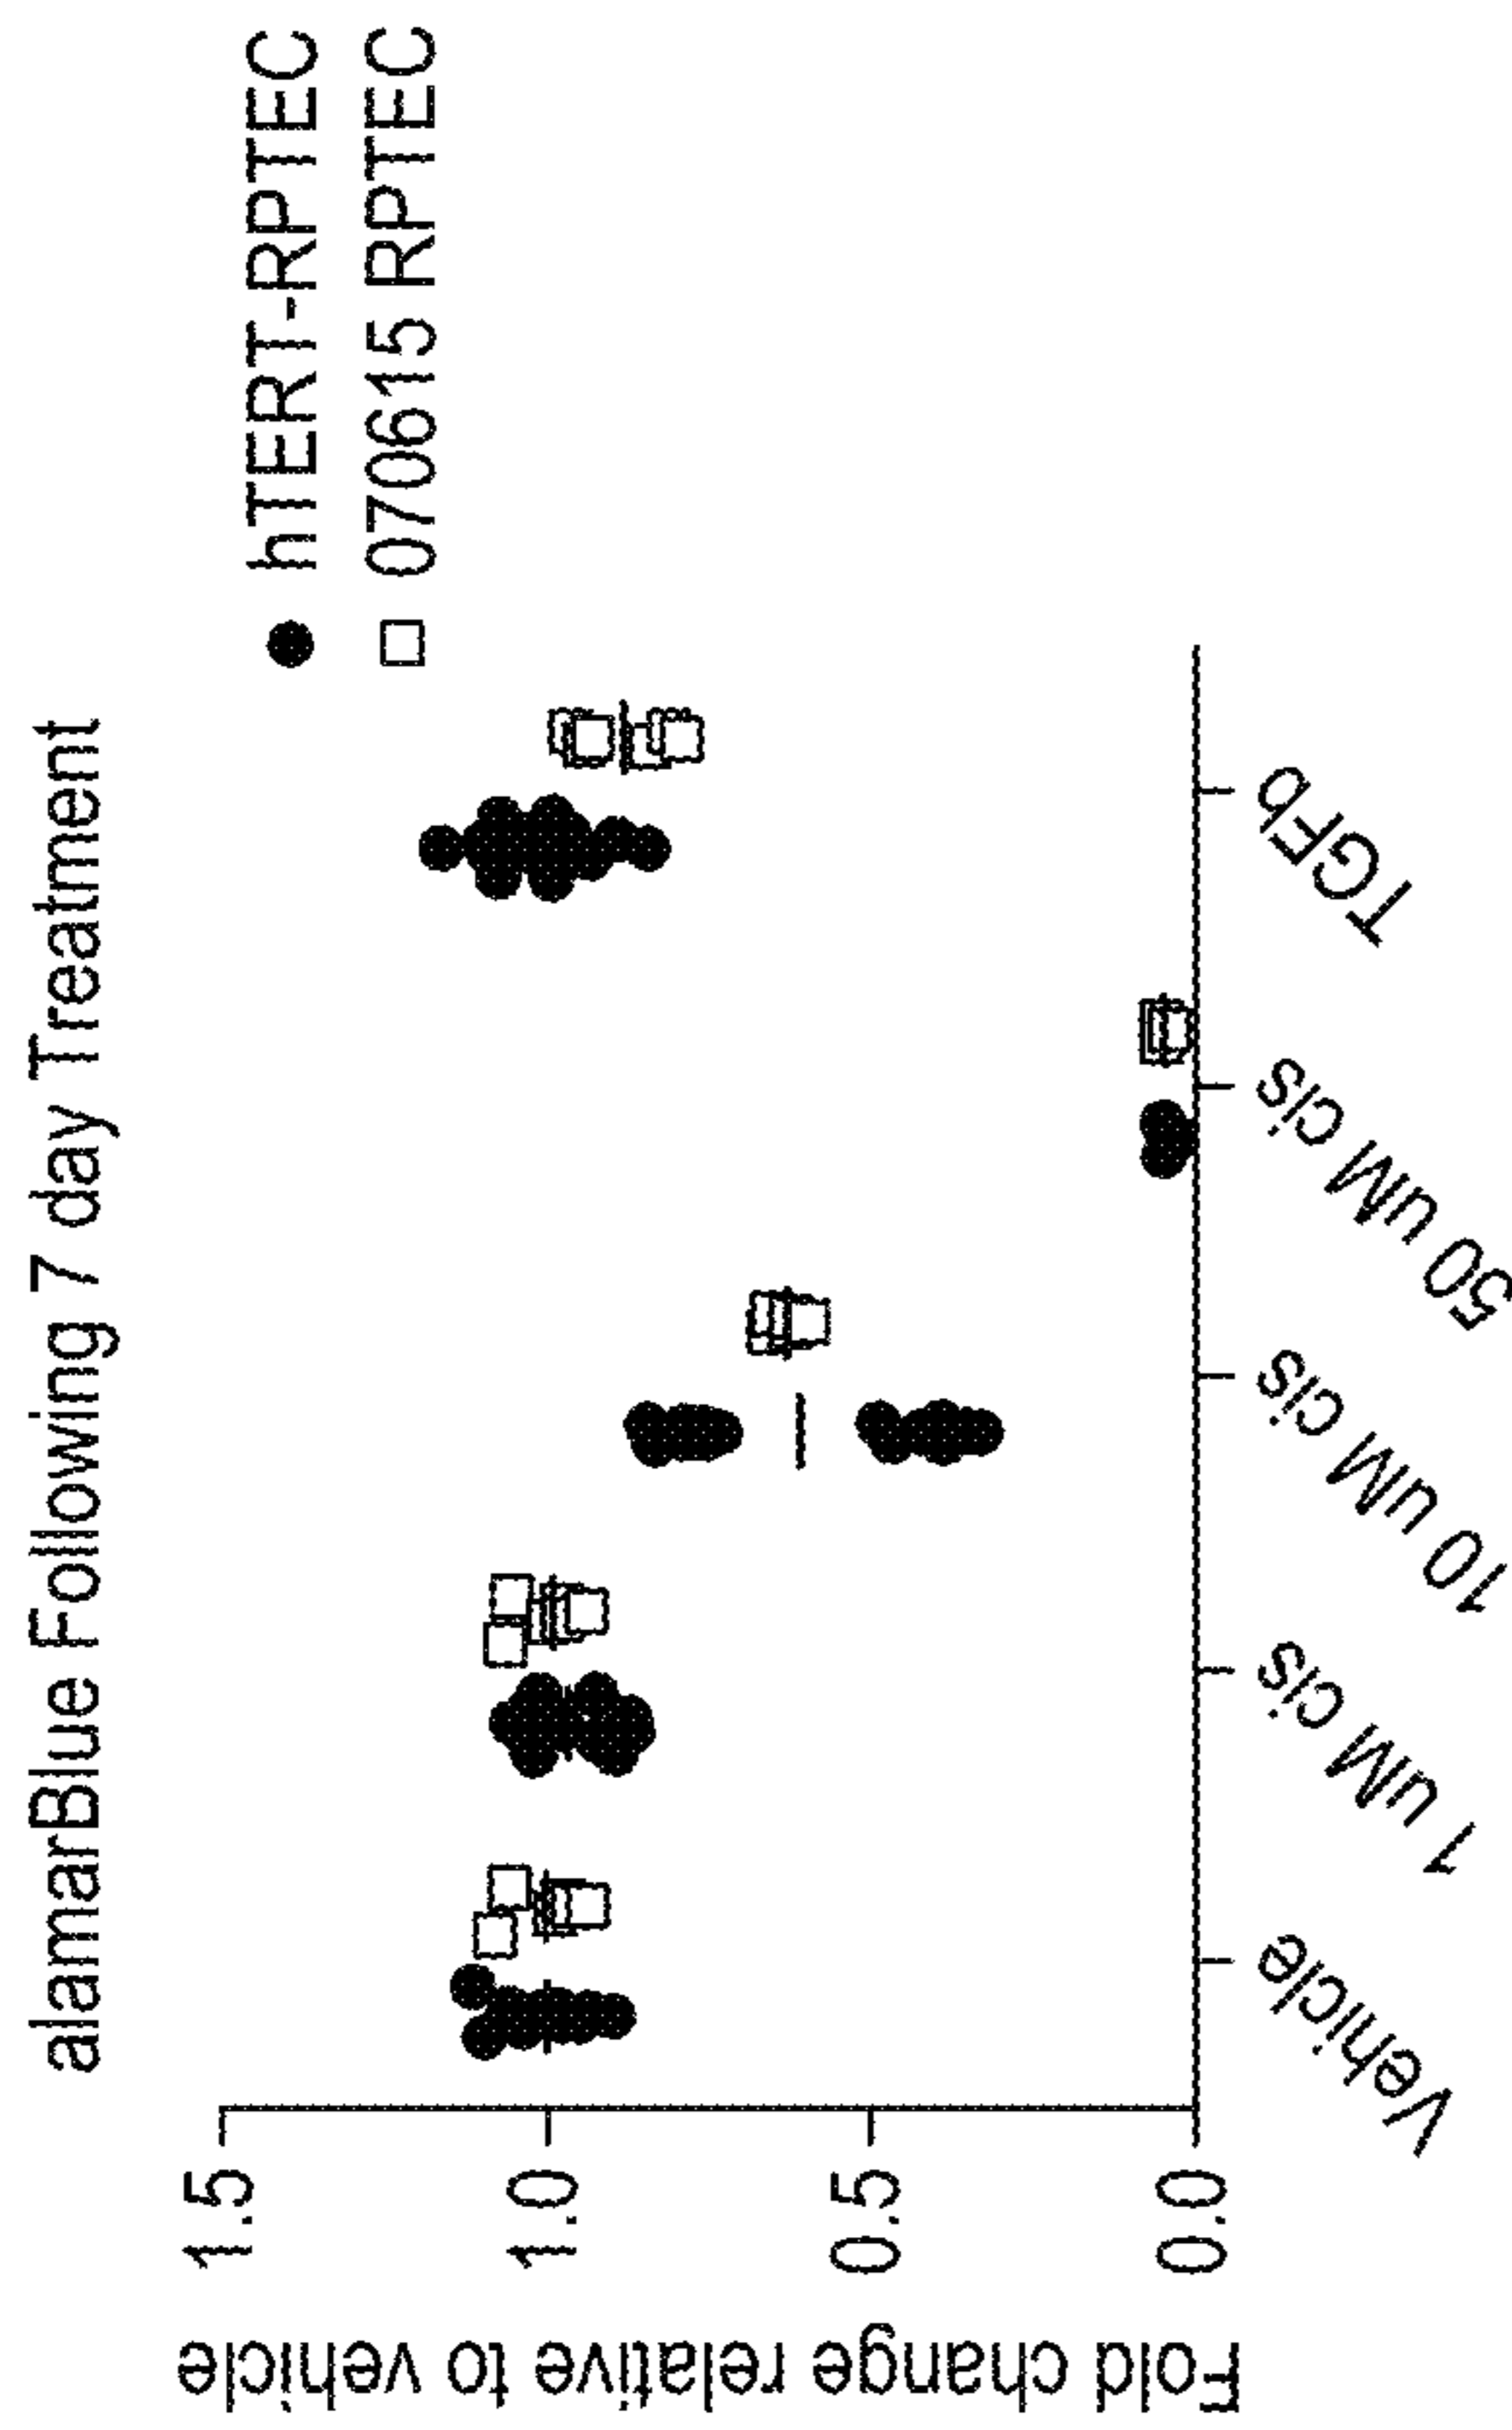 alamarBlue Following 7 day Treatment
hTERT-RPTEC
070615 RPTEC
Fold change relative to vehicle
1.5
1.0
0.5
0.0
Vehicle
1 uM cis
10 uM cis
50 uM cis
TGFb